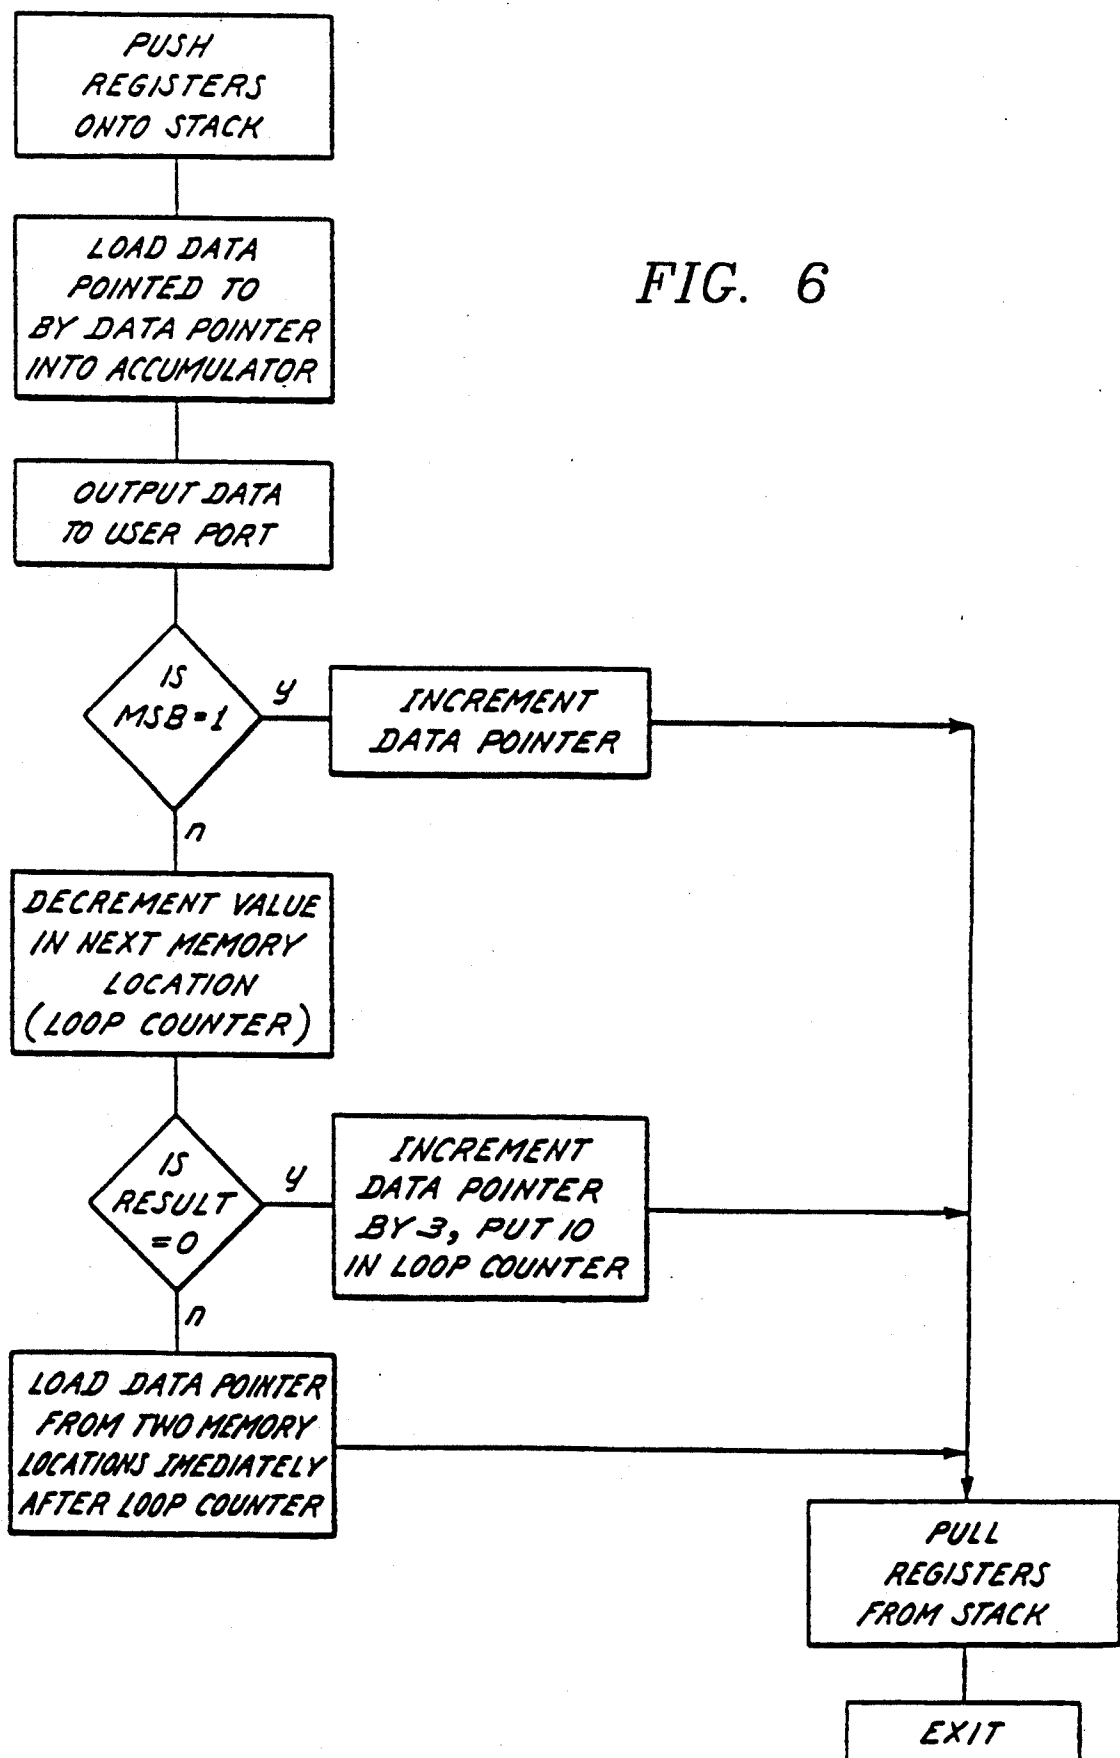 PUSH
REGISTERS
ONTO STACK
LOAD DATA
POINTED TO
BY DATA POINTER
INTO ACCUMULATOR
FIG. 6
OUTPUT DATA
TO USER PORT
IS
MSB=1
y
INCREMENT
DATA POINTER
n
DECREMENT VALUE
IN NEXT MEMORY
LOCATION
(LOOP COUNTER)
IS
RESULT
=0
y
INCREMENT
DATA POINTER
BY 3, PUT 10
IN LOOP COUNTER
n
LOAD DATA POINTER
FROM TWO MEMORY
LOCATIONS IMEDIATELY
AFTER LOOP COUNTER
PULL
REGISTERS
FROM STACK
EXIT